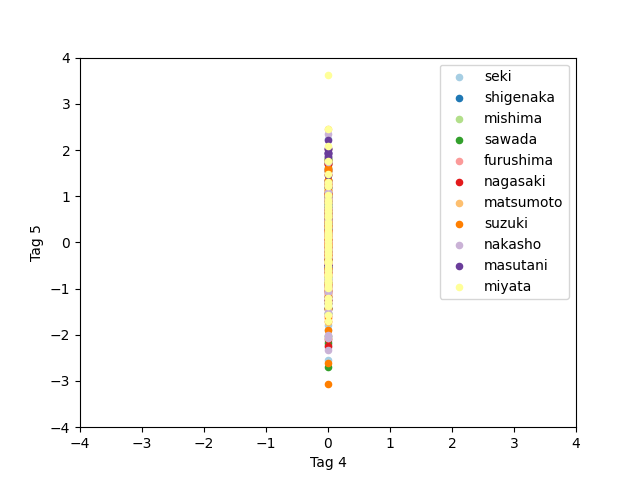 4
3
2
1
0
−1
−2
−3
−4
Tag 5
−4 −3 −2 −1 0 1 2 3 4
Tag 4
seki
shigenaka
mishima
sawada
furushima
nagasaki
matsumoto
suzuki
nakasho
masutani
miyata